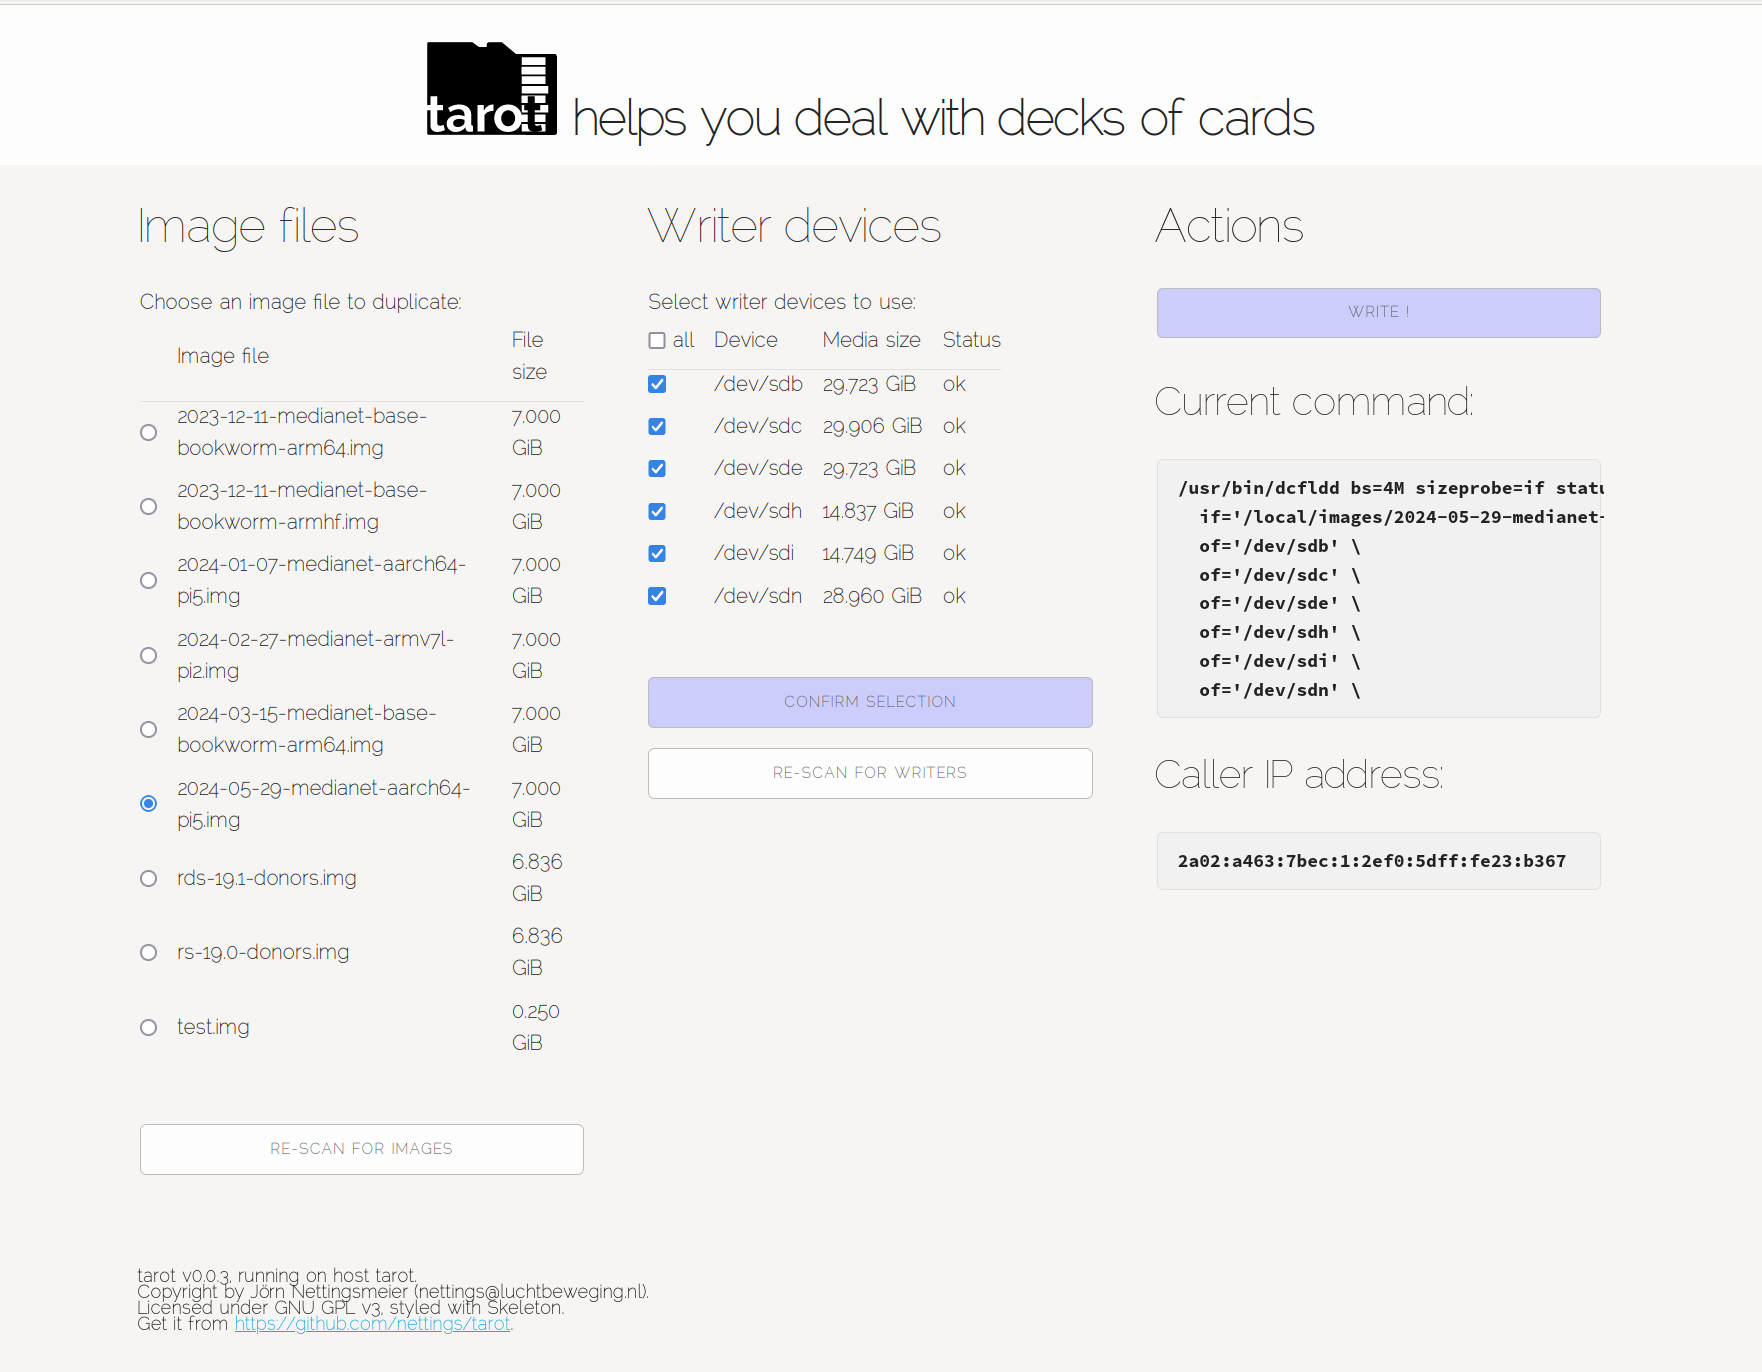 tarot helps you deal with decks of cards
Image files
Choose an image file to duplicate:
Image file File size
2023-12-11-medianet-base-bookworm-arm64.img 7.000 GiB
2023-12-11-medianet-base-bookworm-armhf.img 7.000 GiB
2024-01-07-medianet-aarch64-pi5.img 7.000 GiB
2024-02-27-medianet-armv7l-pi2.img 7.000 GiB
2024-03-15-medianet-base-bookworm-arm64.img 7.000 GiB
2024-05-29-medianet-aarch64-pi5.img 7.000 GiB
rds-19.1-donors.img 6.836 GiB
rs-19.0-donors.img 6.836 GiB
test.img 0.250 GiB
RE-SCAN FOR IMAGES
Writer devices
Select writer devices to use:
all Device Media size Status
/dev/sdb 29.723 GiB ok
/dev/sdc 29.906 GiB ok
/dev/sde 29.723 GiB ok
/dev/sdh 14.837 GiB ok
/dev/sdi 14.749 GiB ok
/dev/sdn 28.960 GiB ok
CONFIRM SELECTION
RE-SCAN FOR WRITERS
Actions
WRITE !
Current command:
/usr/bin/dcfldd bs=4M sizeprobe=if statu
if='/local/images/2024-05-29-medianet-
of='/dev/sdb' \
of='/dev/sdc' \
of='/dev/sde' \
of='/dev/sdh' \
of='/dev/sdi' \
of='/dev/sdn' \
Caller IP address:
2a02:a463:7bec:1:2ef0:5dff:fe23:b367
tarot v0.0.3, running on host tarot.
Copyright by Jörn Nettingsmeier (nettings@luchtbeweging.nl).
Licensed under GNU GPL v3, styled with Skeleton.
Get it from https://github.com/nettings/tarot.